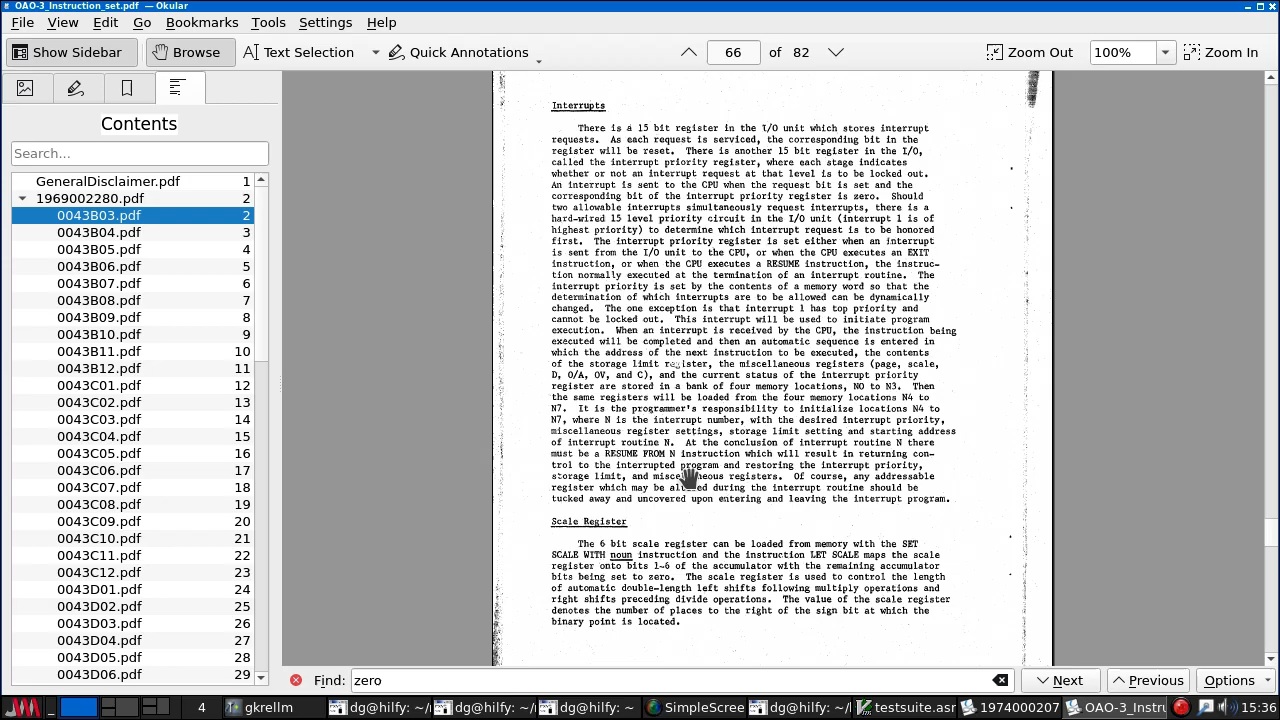 OAO-3_Instruction_set.pdf — Okular
File View Edit Go Bookmarks Tools Settings Help
Show Sidebar Browse Text Selection Quick Annotations 66 of 82 Zoom Out 100% Zoom In
Contents
Search...
GeneralDisclaimer.pdf 1
1969002280.pdf 2
0043B03.pdf 2
0043B04.pdf 3
0043B05.pdf 4
0043B06.pdf 5
0043B07.pdf 6
0043B08.pdf 7
0043B09.pdf 8
0043B10.pdf 9
0043B11.pdf 10
0043B12.pdf 11
0043C01.pdf 12
0043C02.pdf 13
0043C03.pdf 14
0043C04.pdf 15
0043C05.pdf 16
0043C06.pdf 17
0043C07.pdf 18
0043C08.pdf 19
0043C09.pdf 20
0043C10.pdf 21
0043C11.pdf 22
0043C12.pdf 23
0043D01.pdf 24
0043D02.pdf 25
0043D03.pdf 26
0043D04.pdf 27
0043D05.pdf 28
0043D06.pdf 29
Interrupts
There is a 15 bit register in the I/O unit which stores interrupt
requests. As each request is serviced, the corresponding bit in the
register will be reset. There is another 15 bit register in the I/O,
called the interrupt priority register, where each stage indicates
whether or not an interrupt request at that level is to be locked out.
An interrupt is sent to the CPU when the request bit is set and the
corresponding bit of the interrupt priority register is zero. Should
two allowable interrupts simultaneously request interrupts, there is a
hard-wired 15 level priority circuit in the I/O unit (interrupt 1 is of
highest priority) to determine which interrupt request is to be honored
first. The interrupt priority register is set either when an interrupt
is sent from the I/O unit to the CPU, or when the CPU executes an EXIT
instruction, or when the CPU executes a RESUME instruction, the instruc-
tion normally executed at the termination of an interrupt routine. The
interrupt priority is set by the contents of a memory word so that the
determination of which interrupts are to be allowed can be dynamically
changed. The one exception is that interrupt 1 has top priority and
cannot be locked out. This interrupt will be used to initiate program
execution. When an interrupt is received by the CPU, the instruction being
executed will be completed and then an automatic sequence is entered in
which the address of the next instruction to be executed, the contents
of the storage limit register, the miscellaneous registers (page, scale,
D, O/A, OV, and C), and the current status of the interrupt priority
register are stored in a bank of four memory locations, NO to N3. Then
the same registers will be loaded from the four memory locations N4 to
N7. It is the programmer's responsibility to initialize locations N4 to
N7, where N is the interrupt number, with the desired interrupt priority,
miscellaneous register settings, storage limit setting and starting address
of interrupt routine N. At the conclusion of interrupt routine N there
must be a RESUME FROM N instruction which will result in returning con-
trol to the interrupted program and restoring the interrupt priority,
storage limit, and miscellaneous registers. Of course, any addressable
register which may be altered during the interrupt routine should be
tucked away and uncovered upon entering and leaving the interrupt program.
Scale Register
The 6 bit scale register can be loaded from memory with the SET
SCALE WITH noun instruction and the instruction LET SCALE maps the scale
register onto bits 1-6 of the accumulator with the remaining accumulator
bits being set to zero. The scale register is used to control the length
of automatic double-length left shifts following multiply operations and
right shifts preceding divide operations. The value of the scale register
denotes the number of places to the right of the sign bit at which the
binary point is located.
Find: zero Next Previous Options
4 gkrellm dg@hilfy: ~/ dg@hilfy: ~/ dg@hilfy: ~ SimpleScree dg@hilfy: ~/ testsuite.asr 1974000207 OAO-3_Instru 15:36